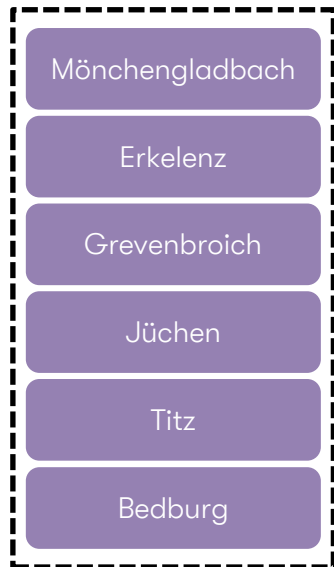 Mönchengladbach
Erkelenz
Grevenbroich
Jüchen
Titz
Bedburg